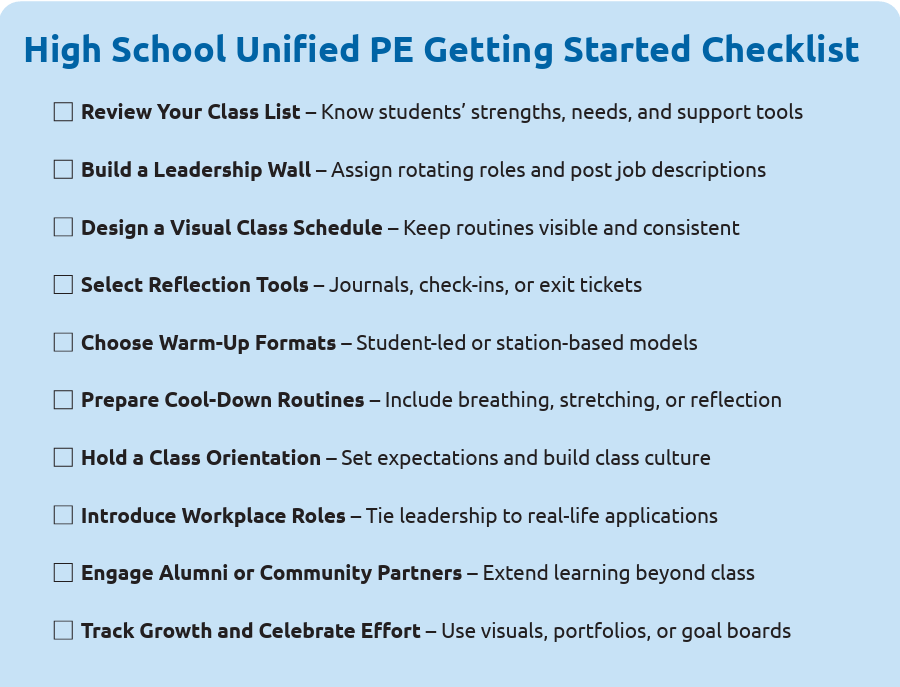 High School Unified PE Getting Started Checklist
☐ Review Your Class List – Know students’ strengths, needs, and support tools
☐ Build a Leadership Wall – Assign rotating roles and post job descriptions
☐ Design a Visual Class Schedule – Keep routines visible and consistent
☐ Select Reflection Tools – Journals, check-ins, or exit tickets
☐ Choose Warm-Up Formats – Student-led or station-based models
☐ Prepare Cool-Down Routines – Include breathing, stretching, or reflection
☐ Hold a Class Orientation – Set expectations and build class culture
☐ Introduce Workplace Roles – Tie leadership to real-life applications
☐ Engage Alumni or Community Partners – Extend learning beyond class
☐ Track Growth and Celebrate Effort – Use visuals, portfolios, or goal boards